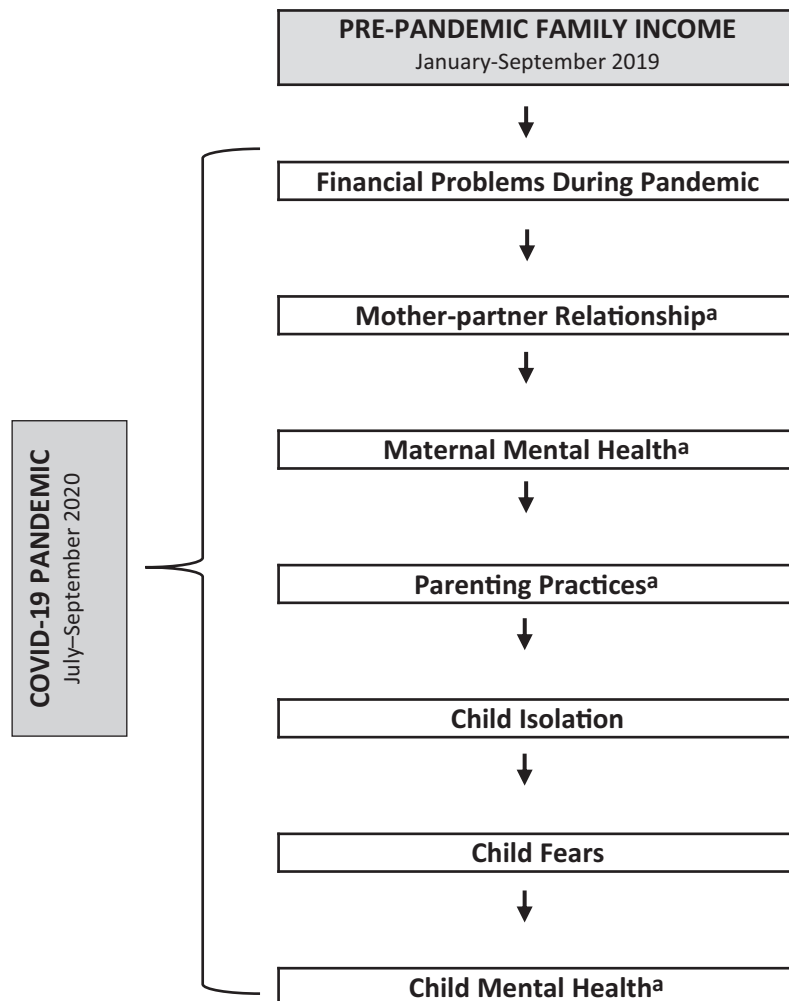 PRE-PANDEMIC FAMILY INCOME
January-September 2019
Financial Problems During Pandemic
Mother-partner Relationshipᵃ
Maternal Mental Healthᵃ
COVID-19 PANDEMIC
July–September 2020
Parenting Practicesᵃ
Child Isolation
Child Fears
Child Mental Healthᵃ